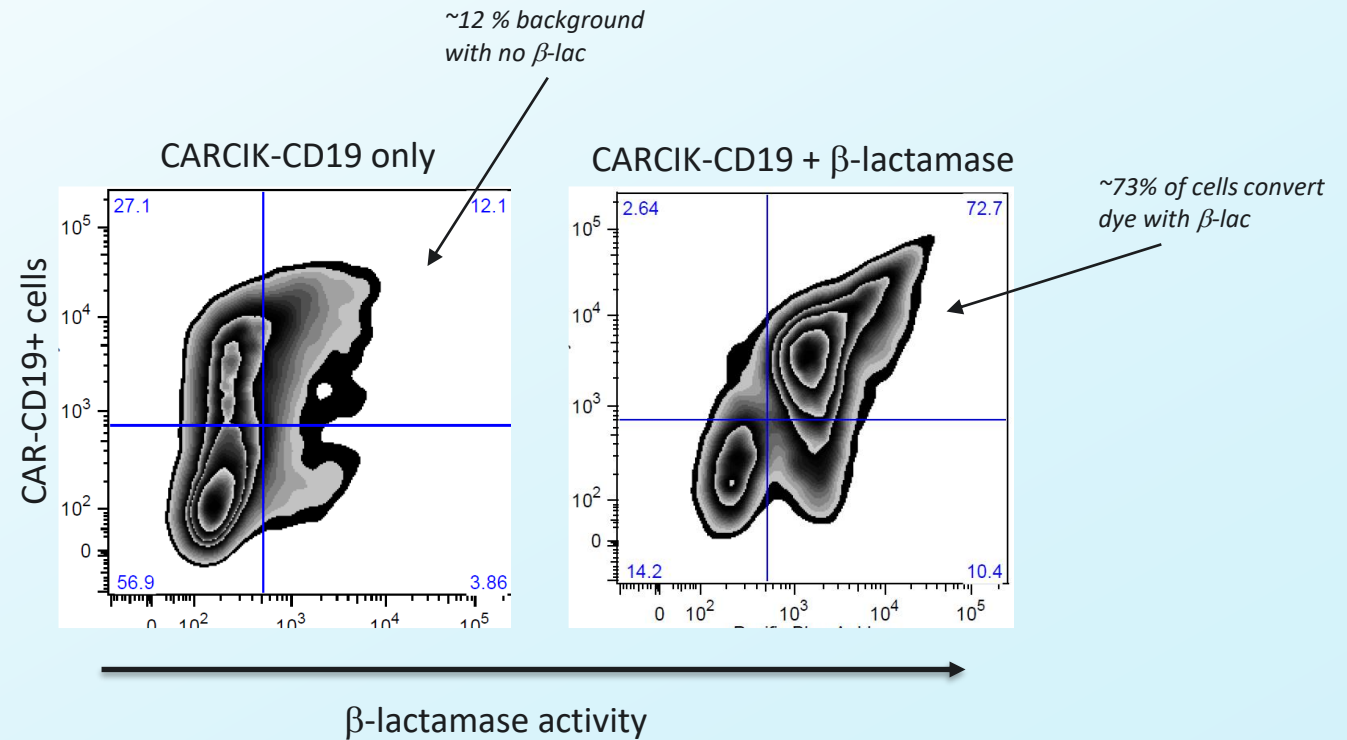 ~12 % background
with no β-lac
CARCIK-CD19 only
CARCIK-CD19 + β-lactamase
~73% of cells convert
dye with β-lac
CAR-CD19+ cells
27.1
12.1
10⁵
10⁴
10³
10²
0
56.9
3.86
0 10² 10³ 10⁴ 10⁵
2.64
72.7
10⁵
10⁴
10³
10²
0
14.2
10.4
0 10² 10³ 10⁴ 10⁵
β-lactamase activity